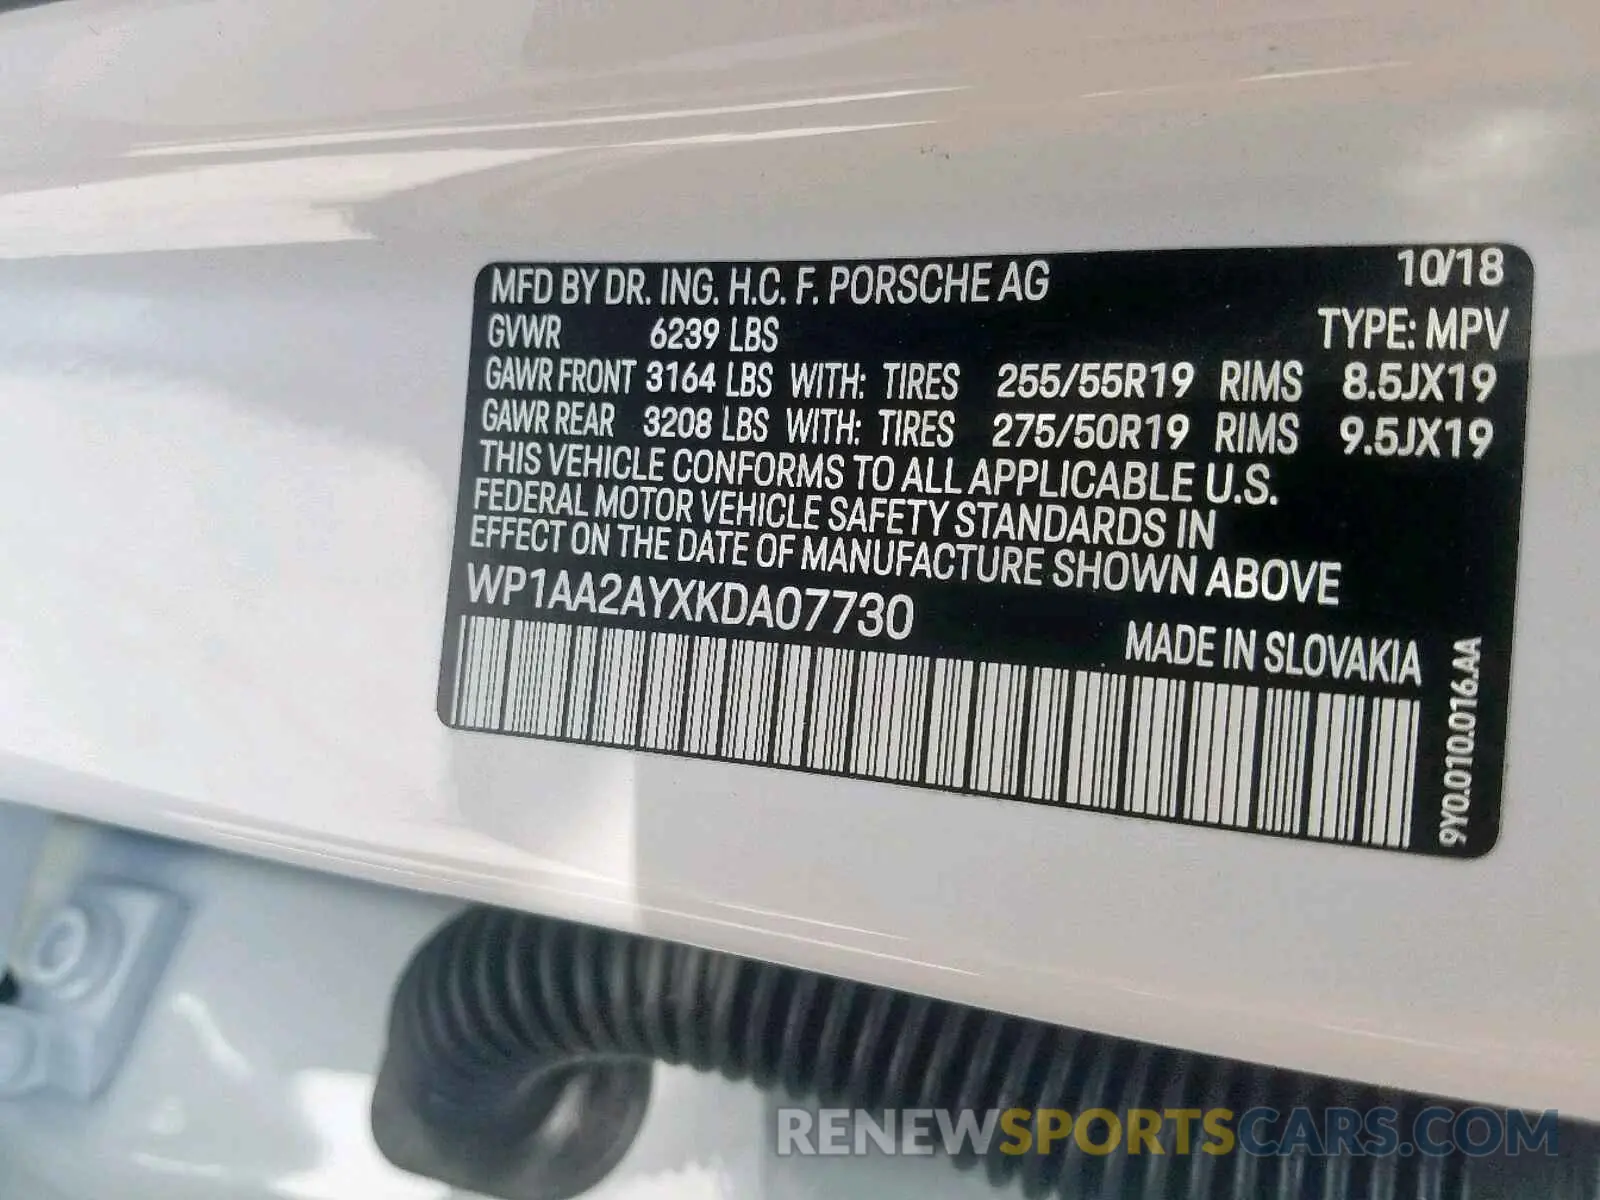 MFD BY DR. ING. H.C. F. PORSCHE AG 10/18
GVWR 6239 LBS TYPE: MPV
GAWR FRONT 3164 LBS WITH: TIRES 255/55R19 RIMS 8.5JX19
GAWR REAR 3208 LBS WITH: TIRES 275/50R19 RIMS 9.5JX19
THIS VEHICLE CONFORMS TO ALL APPLICABLE U.S.
FEDERAL MOTOR VEHICLE SAFETY STANDARDS IN
EFFECT ON THE DATE OF MANUFACTURE SHOWN ABOVE
WP1AA2AYXKDA07730
MADE IN SLOVAKIA
9Y0.010.016.AA
RENEWSPORTSCARS.COM